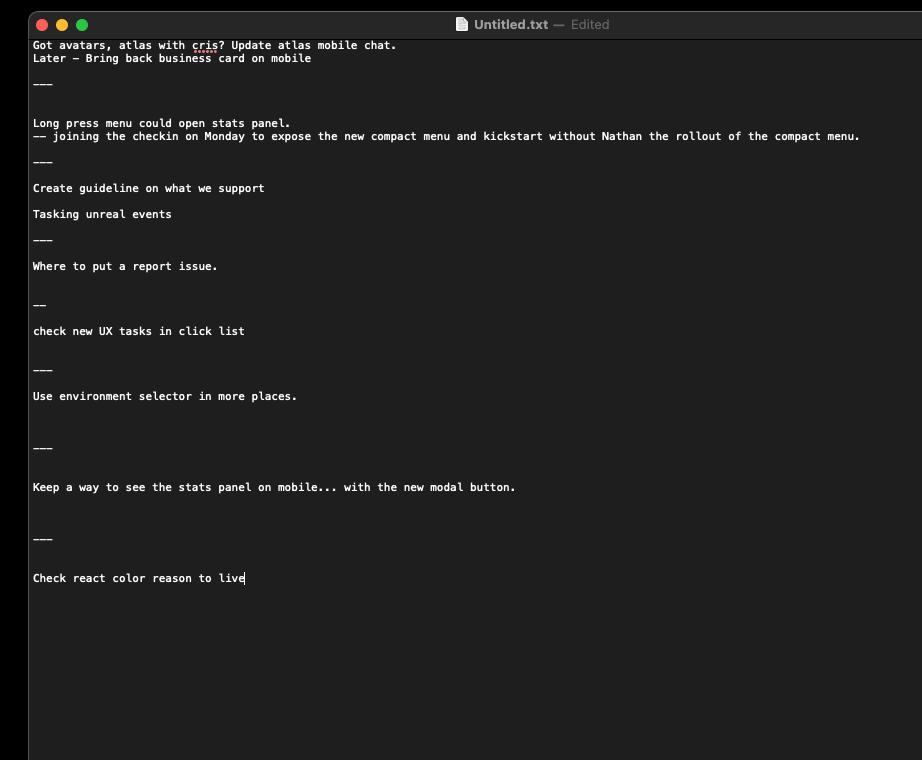 Untitled.txt — Edited
Got avatars, atlas with cris? Update atlas mobile chat.
Later – Bring back business card on mobile
———
Long press menu could open stats panel.
—— joining the checkin on Monday to expose the new compact menu and kickstart without Nathan the rollout of the compact menu.
———
Create guideline on what we support
Tasking unreal events
———
Where to put a report issue.
——
check new UX tasks in click list
———
Use environment selector in more places.
———
Keep a way to see the stats panel on mobile... with the new modal button.
———
Check react color reason to live